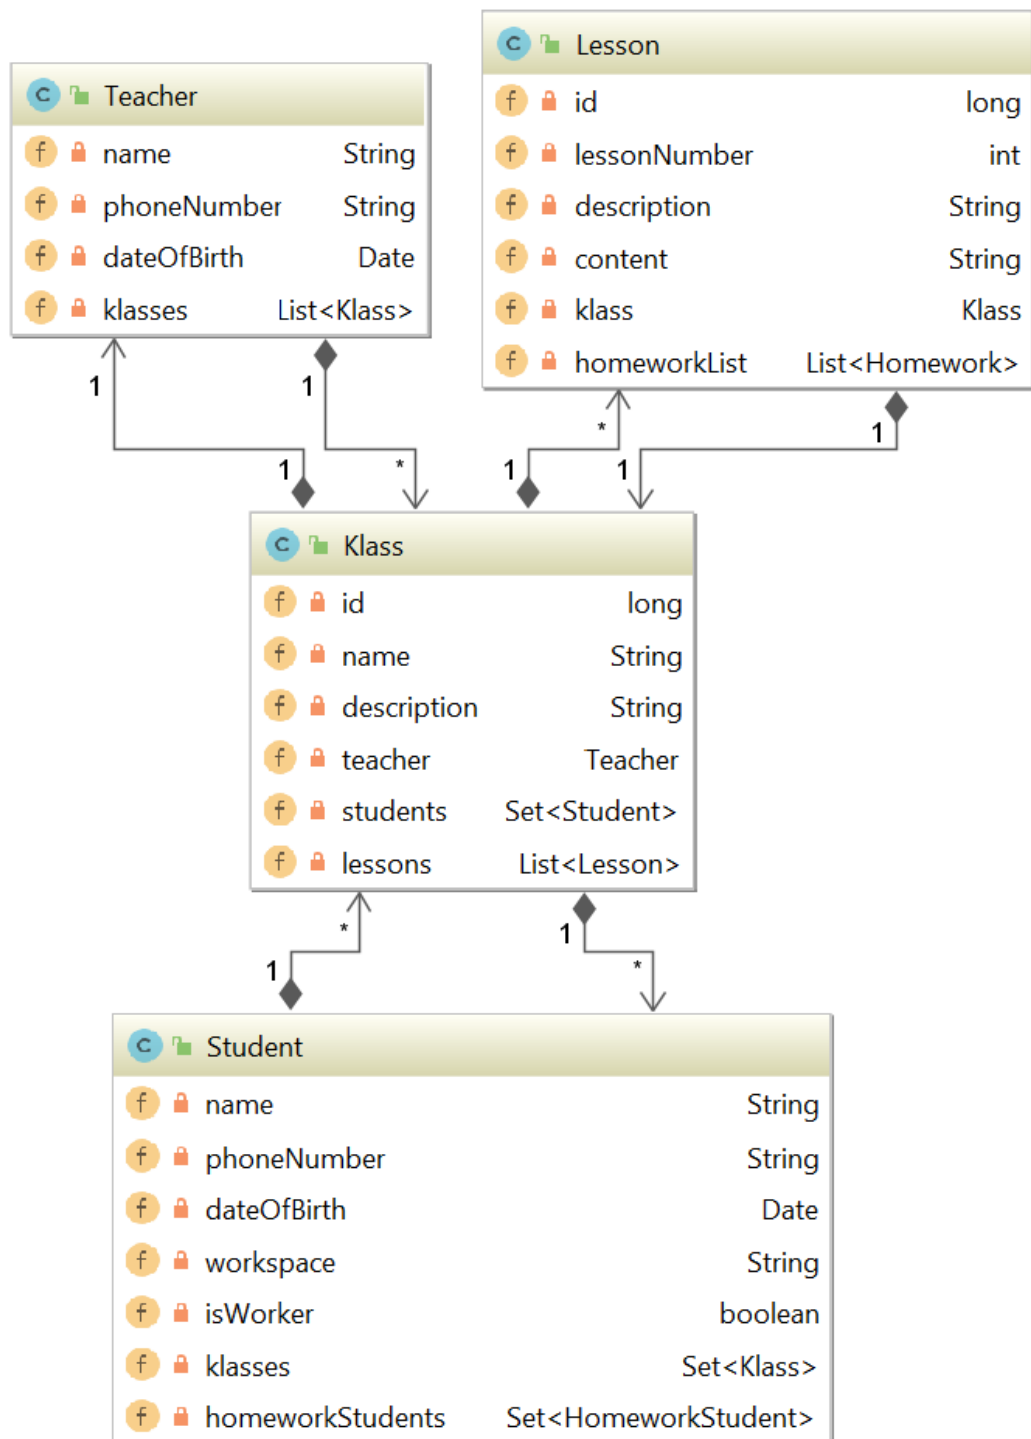 C Teacher
f name String
f phoneNumber String
f dateOfBirth Date
f klasses List<Klass>
C Lesson
f id long
f lessonNumber int
f description String
f content String
f klass Klass
f homeworkList List<Homework>
1 1 * 1
1 * 1 1
C Klass
f id long
f name String
f description String
f teacher Teacher
f students Set<Student>
f lessons List<Lesson>
* 1
1 *
C Student
f name String
f phoneNumber String
f dateOfBirth Date
f workspace String
f isWorker boolean
f klasses Set<Klass>
f homeworkStudents Set<HomeworkStudent>